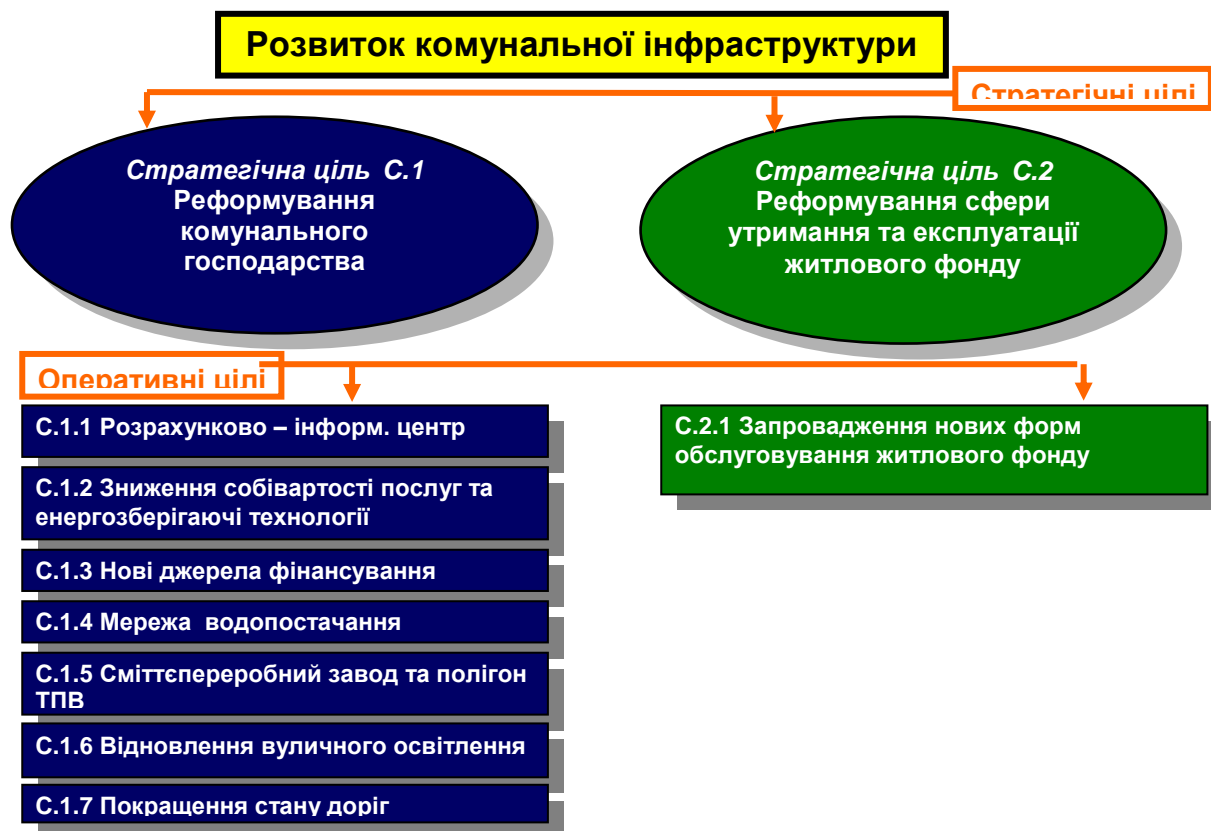 Розвиток комунальної інфраструктури
Стратегічні цілі
Стратегічна ціль С.1
Реформування
комунального
господарства
Стратегічна ціль С.2
Реформування сфери
утримання та експлуатації
житлового фонду
Оперативні цілі
С.1.1 Розрахунково – інформ. центр
С.1.2 Зниження собівартості послуг та
енергозберігаючі технології
С.1.3 Нові джерела фінансування
С.1.4 Мережа водопостачання
С.1.5 Сміттєпереробний завод та полігон
ТПВ
С.1.6 Відновлення вуличного освітлення
С.1.7 Покращення стану доріг
С.2.1 Запровадження нових форм
обслуговування житлового фонду